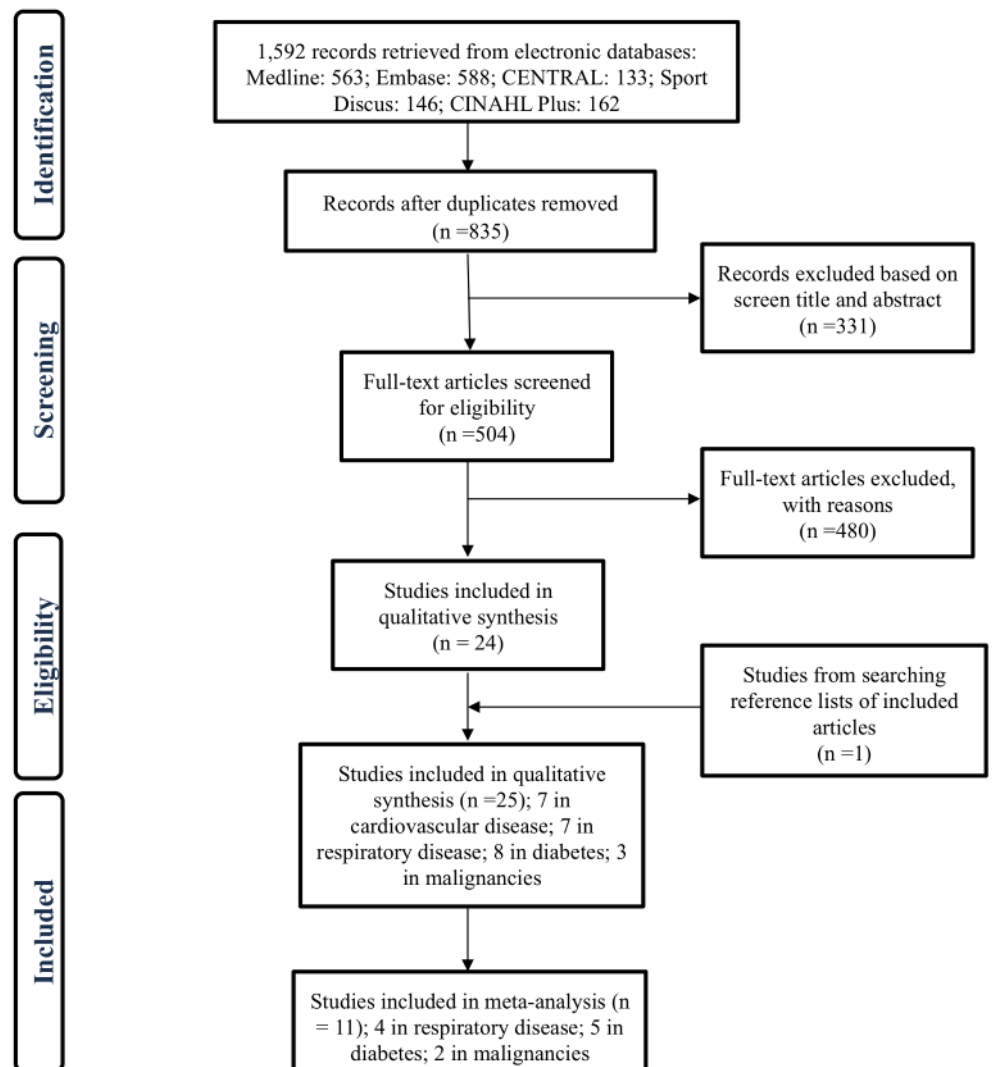 Identification
1,592 records retrieved from electronic databases:
Medline: 563; Embase: 588; CENTRAL: 133; Sport
Discus: 146; CINAHL Plus: 162
Records after duplicates removed
(n =835)
Screening
Records excluded based on
screen title and abstract
(n =331)
Full-text articles screened
for eligibility
(n =504)
Full-text articles excluded,
with reasons
(n =480)
Eligibility
Studies included in
qualitative synthesis
(n = 24)
Studies from searching
reference lists of included
articles
(n =1)
Studies included in qualitative
synthesis (n =25); 7 in
cardiovascular disease; 7 in
respiratory disease; 8 in diabetes; 3
in malignancies
Included
Studies included in meta-analysis (n
= 11); 4 in respiratory disease; 5 in
diabetes; 2 in malignancies